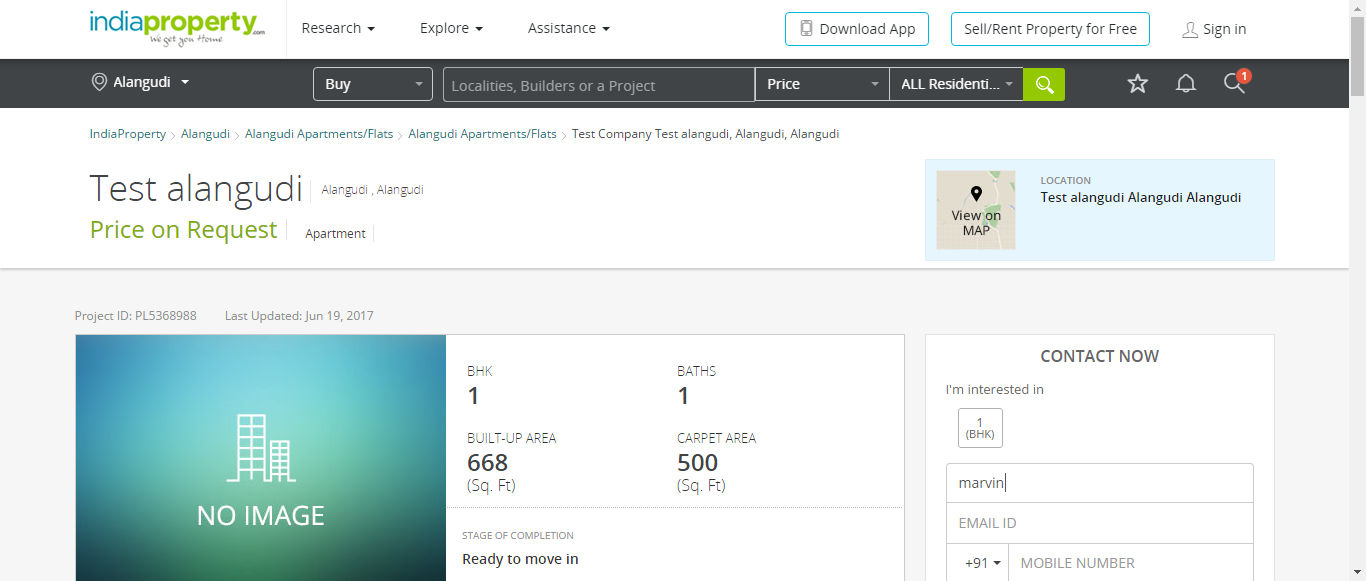 indiaproperty.com
We get you Home
Research Explore Assistance Download App Sell/Rent Property for Free Sign in
Alangudi Buy Localities, Builders or a Project Price ALL Residenti... 1
IndiaProperty > Alangudi > Alangudi Apartments/Flats > Alangudi Apartments/Flats > Test Company Test alangudi, Alangudi, Alangudi
Test alangudi Alangudi , Alangudi
Price on Request Apartment
View on
MAP
LOCATION
Test alangudi Alangudi Alangudi
Project ID: PL5368988 Last Updated: Jun 19, 2017
NO IMAGE
BHK BATHS
1 1
BUILT-UP AREA CARPET AREA
668 500
(Sq. Ft) (Sq. Ft)
STAGE OF COMPLETION
Ready to move in
CONTACT NOW
I'm interested in
1
(BHK)
marvin
EMAIL ID
+91 MOBILE NUMBER